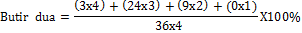 Butir dua = (3x4) + (24x3) + (9x2) + (0x1) / 36x4 X100%